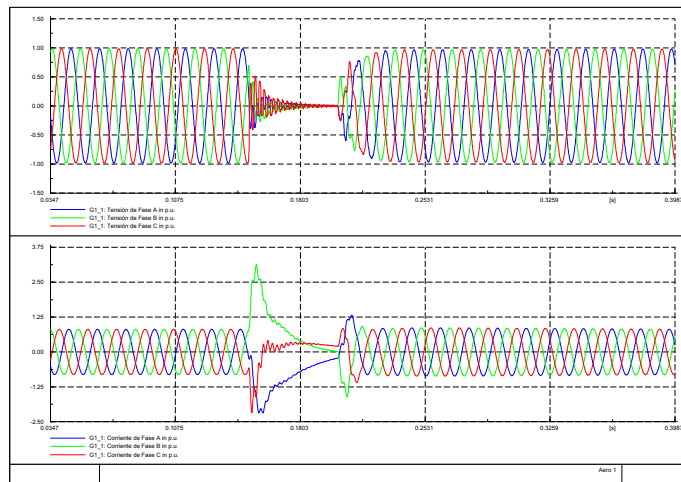 1.50
1.00
0.50
0.00
-0.50
-1.00
-1.50
0.0347 0.1075 0.1803 0.2531 0.3259 [s] 0.3987
G1_1: Tensión de Fase A in p.u.
G1_1: Tensión de Fase B in p.u.
G1_1: Tensión de Fase C in p.u.
3.75
2.50
1.25
0.00
-1.25
-2.50
0.0347 0.1075 0.1803 0.2531 0.3259 [s] 0.3987
G1_1: Corriente de Fase A in p.u.
G1_1: Corriente de Fase B in p.u.
G1_1: Corriente de Fase C in p.u.
Aero 1